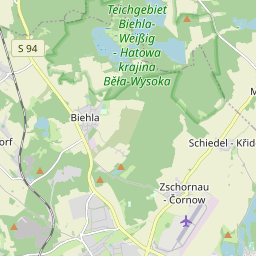 Teichgebiet
Biehla-
Weißig
- Hatowa
krajina
Běła-Wysoka
S 94
Biehla
M
orf
Schiedel - Křid
Zschornau
- Čornow